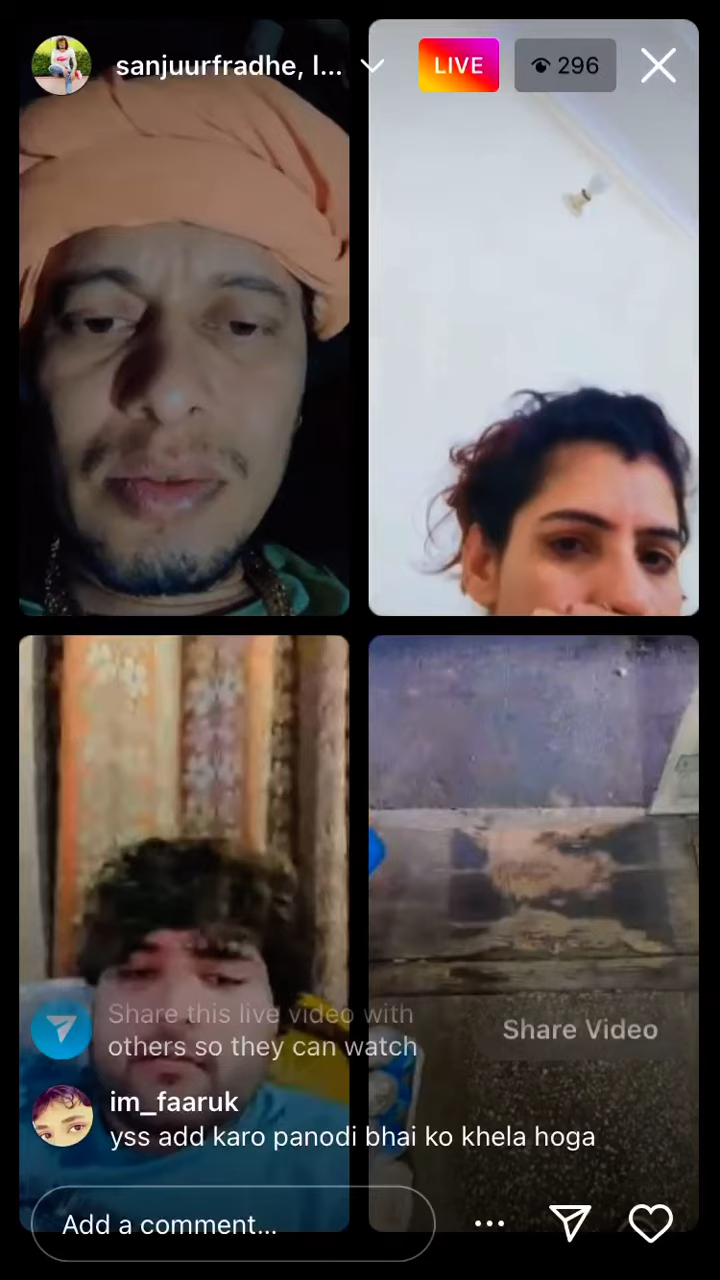 sanjuurfradhe, l...
LIVE
296
Share this live video with
others so they can watch
Share Video
im_faaruk
yss add karo panodi bhai ko khela hoga
Add a comment...